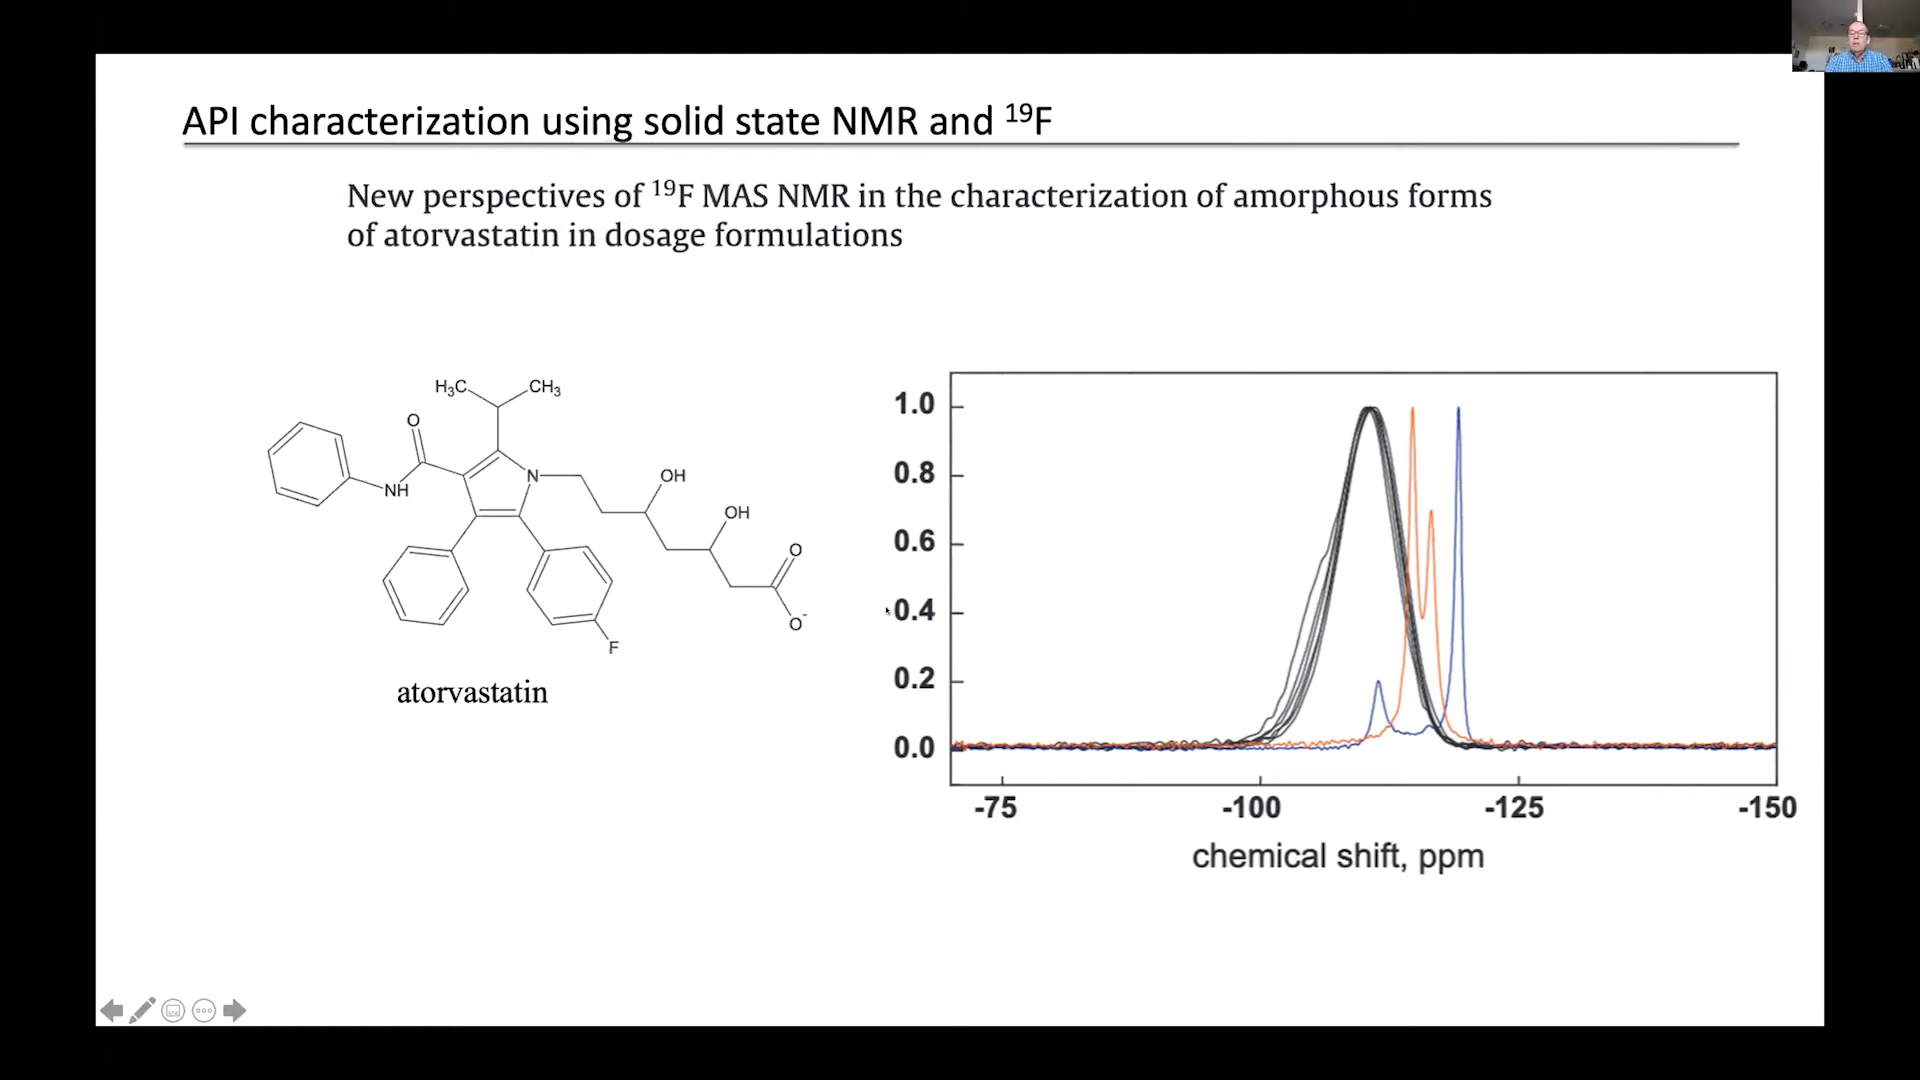 API characterization using solid state NMR and ¹⁹F
New perspectives of ¹⁹F MAS NMR in the characterization of amorphous forms
of atorvastatin in dosage formulations
H₃C
CH₃
O
NH
N
OH
OH
O
O⁻
F
atorvastatin
1.0
0.8
0.6
0.4
0.2
0.0
-75
-100
-125
-150
chemical shift, ppm